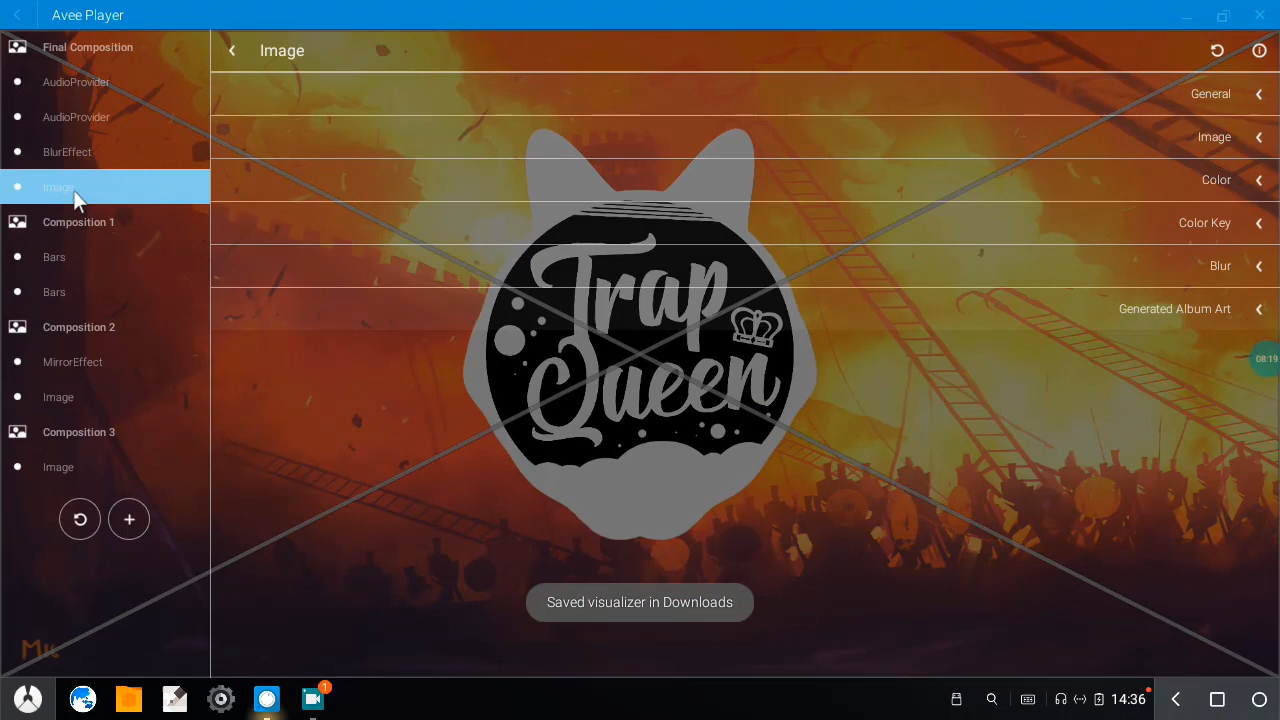 Avee Player
Final Composition
AudioProvider
AudioProvider
BlurEffect
Image
Composition 1
Bars
Bars
Composition 2
MirrorEffect
Image
Composition 3
Image
Image
General
Image
Color
Color Key
Blur
Generated Album Art
Trap
Queen
08:19
Saved visualizer in Downloads
1
14:36